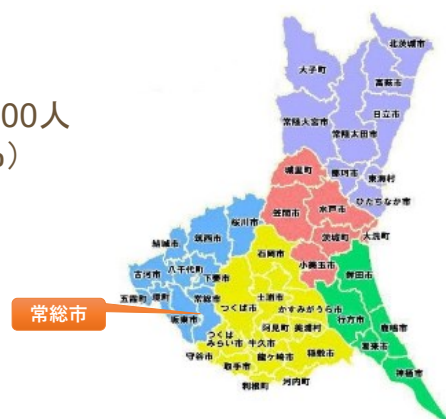 北茨城市
大子町
高萩市
00人
日立市
常陸大宮市
常陸太田市
)
城里町
那珂市
東海村
ひたちなか市
笠間市
水戸市
桜川市
茨城町
大洗町
結城市
筑西市
石岡市
小美玉市
鉾田市
古河市
八千代町
下妻市
五霞町
境町
常総市
土浦市
かすみがうら市
つくば市
行方市
常総市
坂東市
阿見町
美浦村
鹿嶋市
つくば
みらい市
牛久市
潮来市
守谷市
龍ケ崎市
稲敷市
取手市
神栖市
利根町
河内町